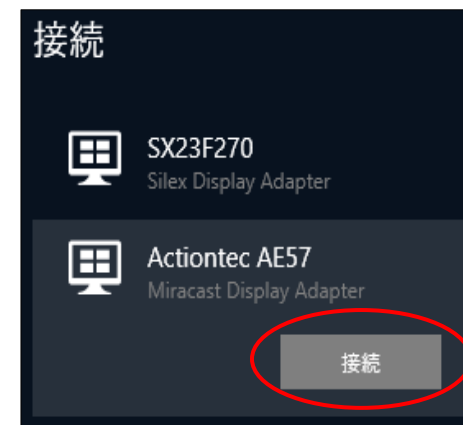 接続
SX23F270
Silex Display Adapter
Actiontec AE57
Miracast Display Adapter
接続